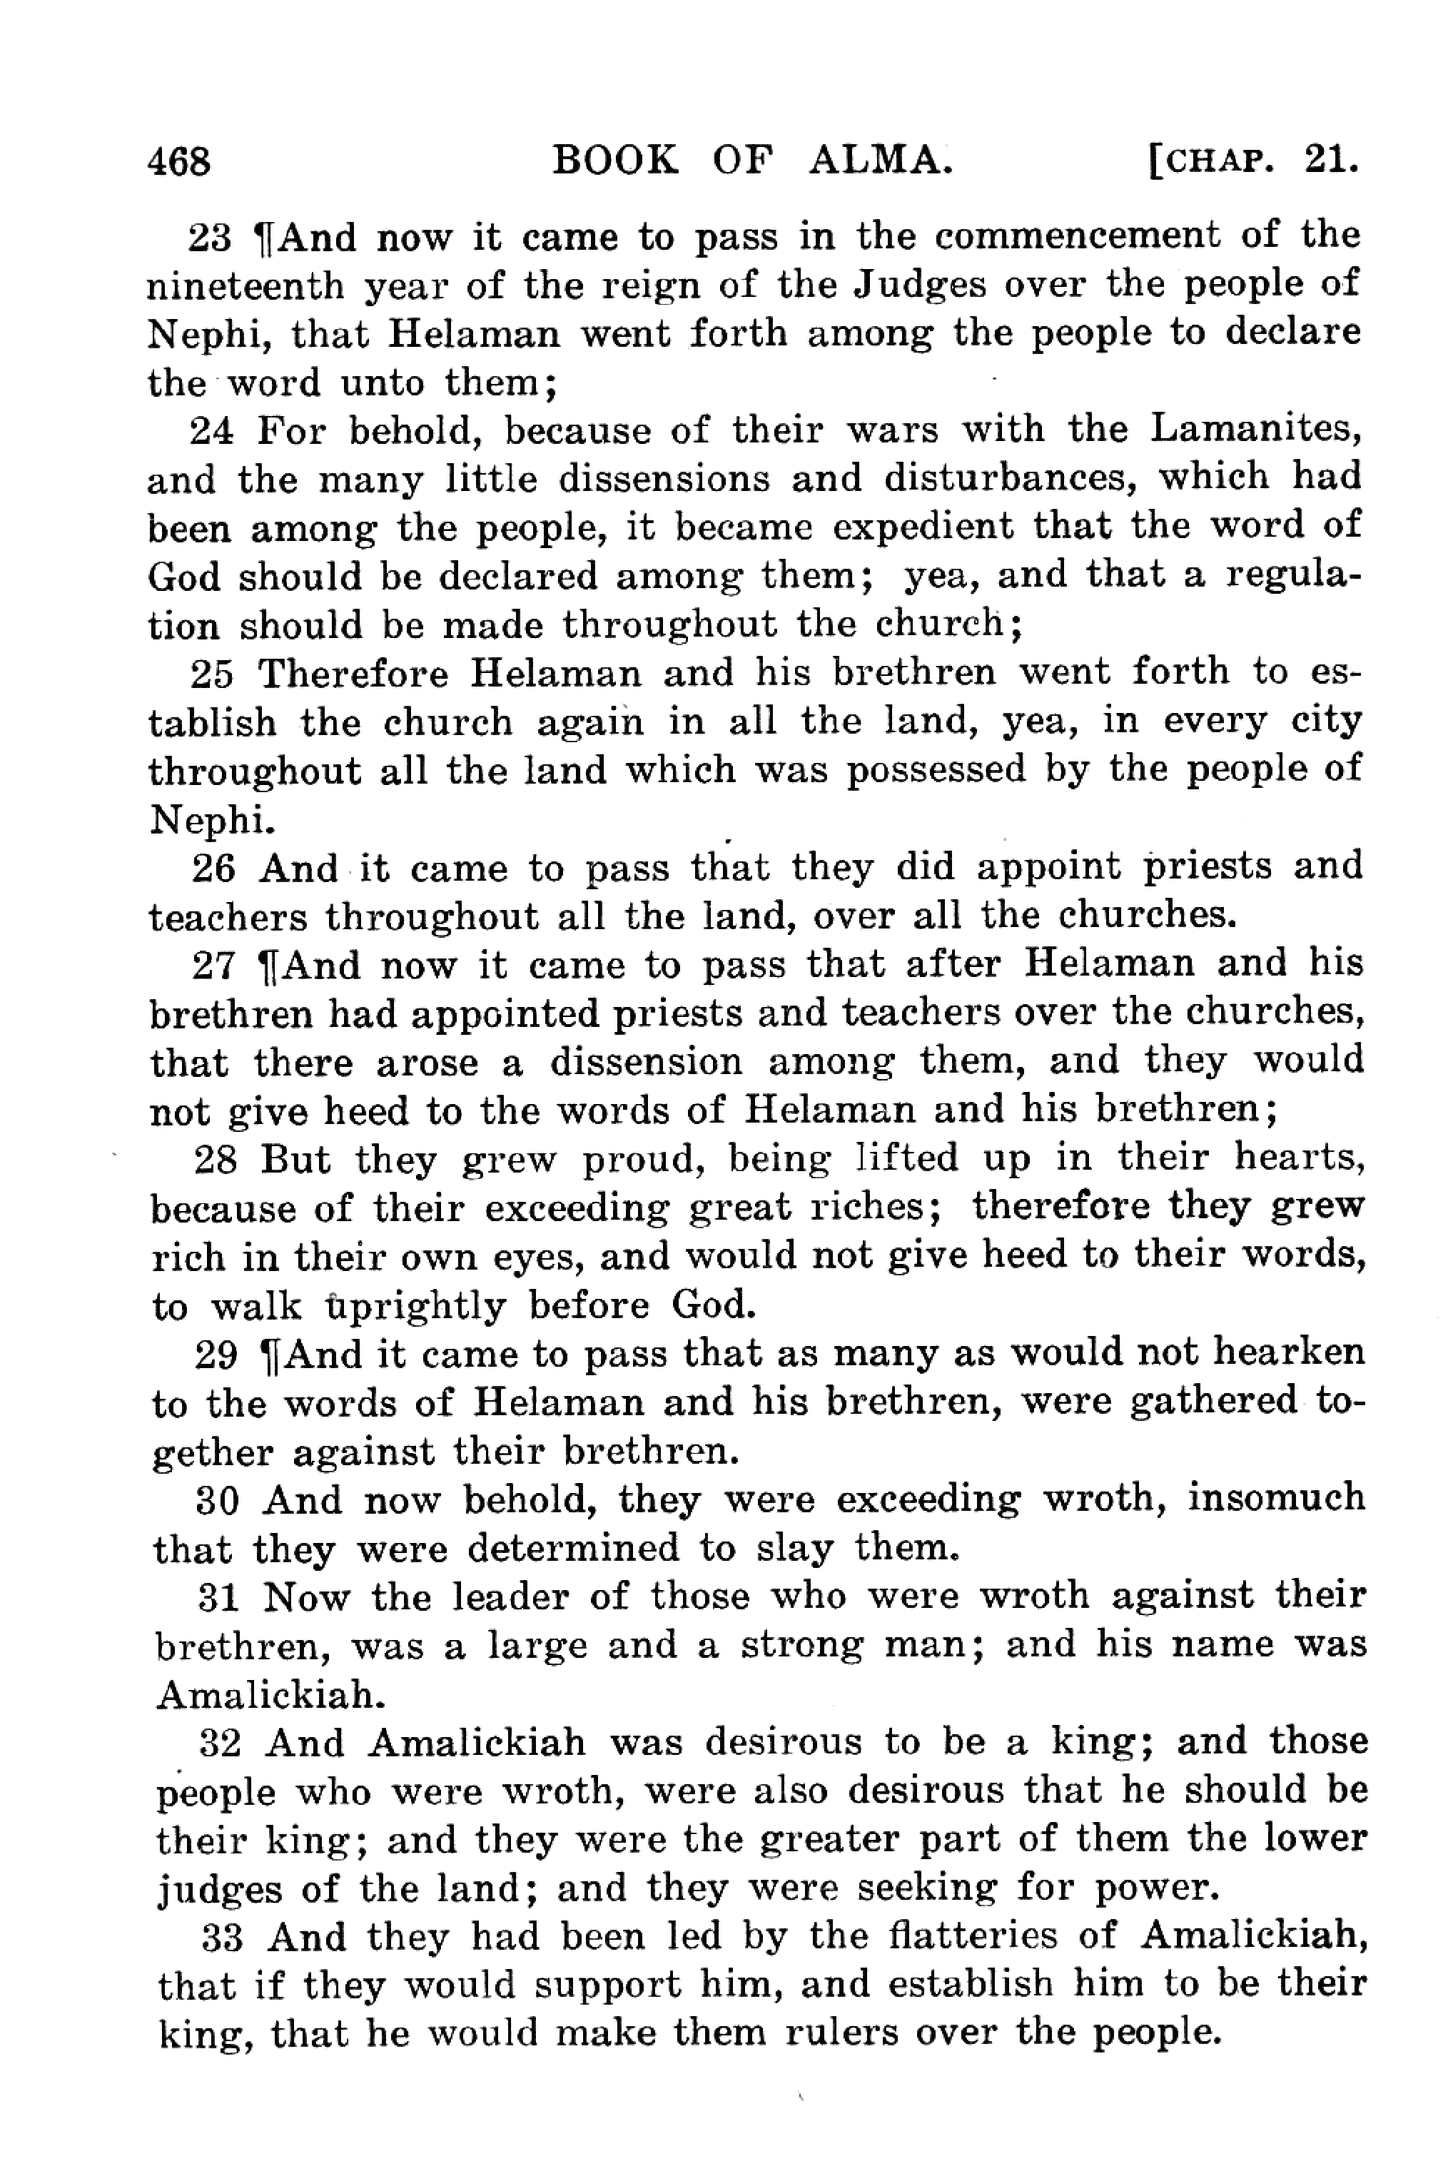 468 BOOK OF ALMA. [CHAP. 21.
23 ¶And now it came to pass in the commencement of the
nineteenth year of the reign of the Judges over the people of
Nephi, that Helaman went forth among the people to declare
the word unto them;
24 For behold, because of their wars with the Lamanites,
and the many little dissensions and disturbances, which had
been among the people, it became expedient that the word of
God should be declared among them; yea, and that a regula-
tion should be made throughout the church;
25 Therefore Helaman and his brethren went forth to es-
tablish the church again in all the land, yea, in every city
throughout all the land which was possessed by the people of
Nephi.
26 And it came to pass that they did appoint priests and
teachers throughout all the land, over all the churches.
27 ¶And now it came to pass that after Helaman and his
brethren had appointed priests and teachers over the churches,
that there arose a dissension among them, and they would
not give heed to the words of Helaman and his brethren;
28 But they grew proud, being lifted up in their hearts,
because of their exceeding great riches; therefore they grew
rich in their own eyes, and would not give heed to their words,
to walk uprightly before God.
29 ¶And it came to pass that as many as would not hearken
to the words of Helaman and his brethren, were gathered to-
gether against their brethren.
30 And now behold, they were exceeding wroth, insomuch
that they were determined to slay them.
31 Now the leader of those who were wroth against their
brethren, was a large and a strong man; and his name was
Amalickiah.
32 And Amalickiah was desirous to be a king; and those
people who were wroth, were also desirous that he should be
their king; and they were the greater part of them the lower
judges of the land; and they were seeking for power.
33 And they had been led by the flatteries of Amalickiah,
that if they would support him, and establish him to be their
king, that he would make them rulers over the people.